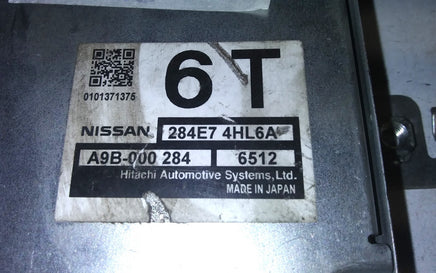 6T
0101371375
NISSAN 284E7 4HL6A
A9B-000 284 6512
Hitachi Automotive Systems,Ltd.
MADE IN JAPAN